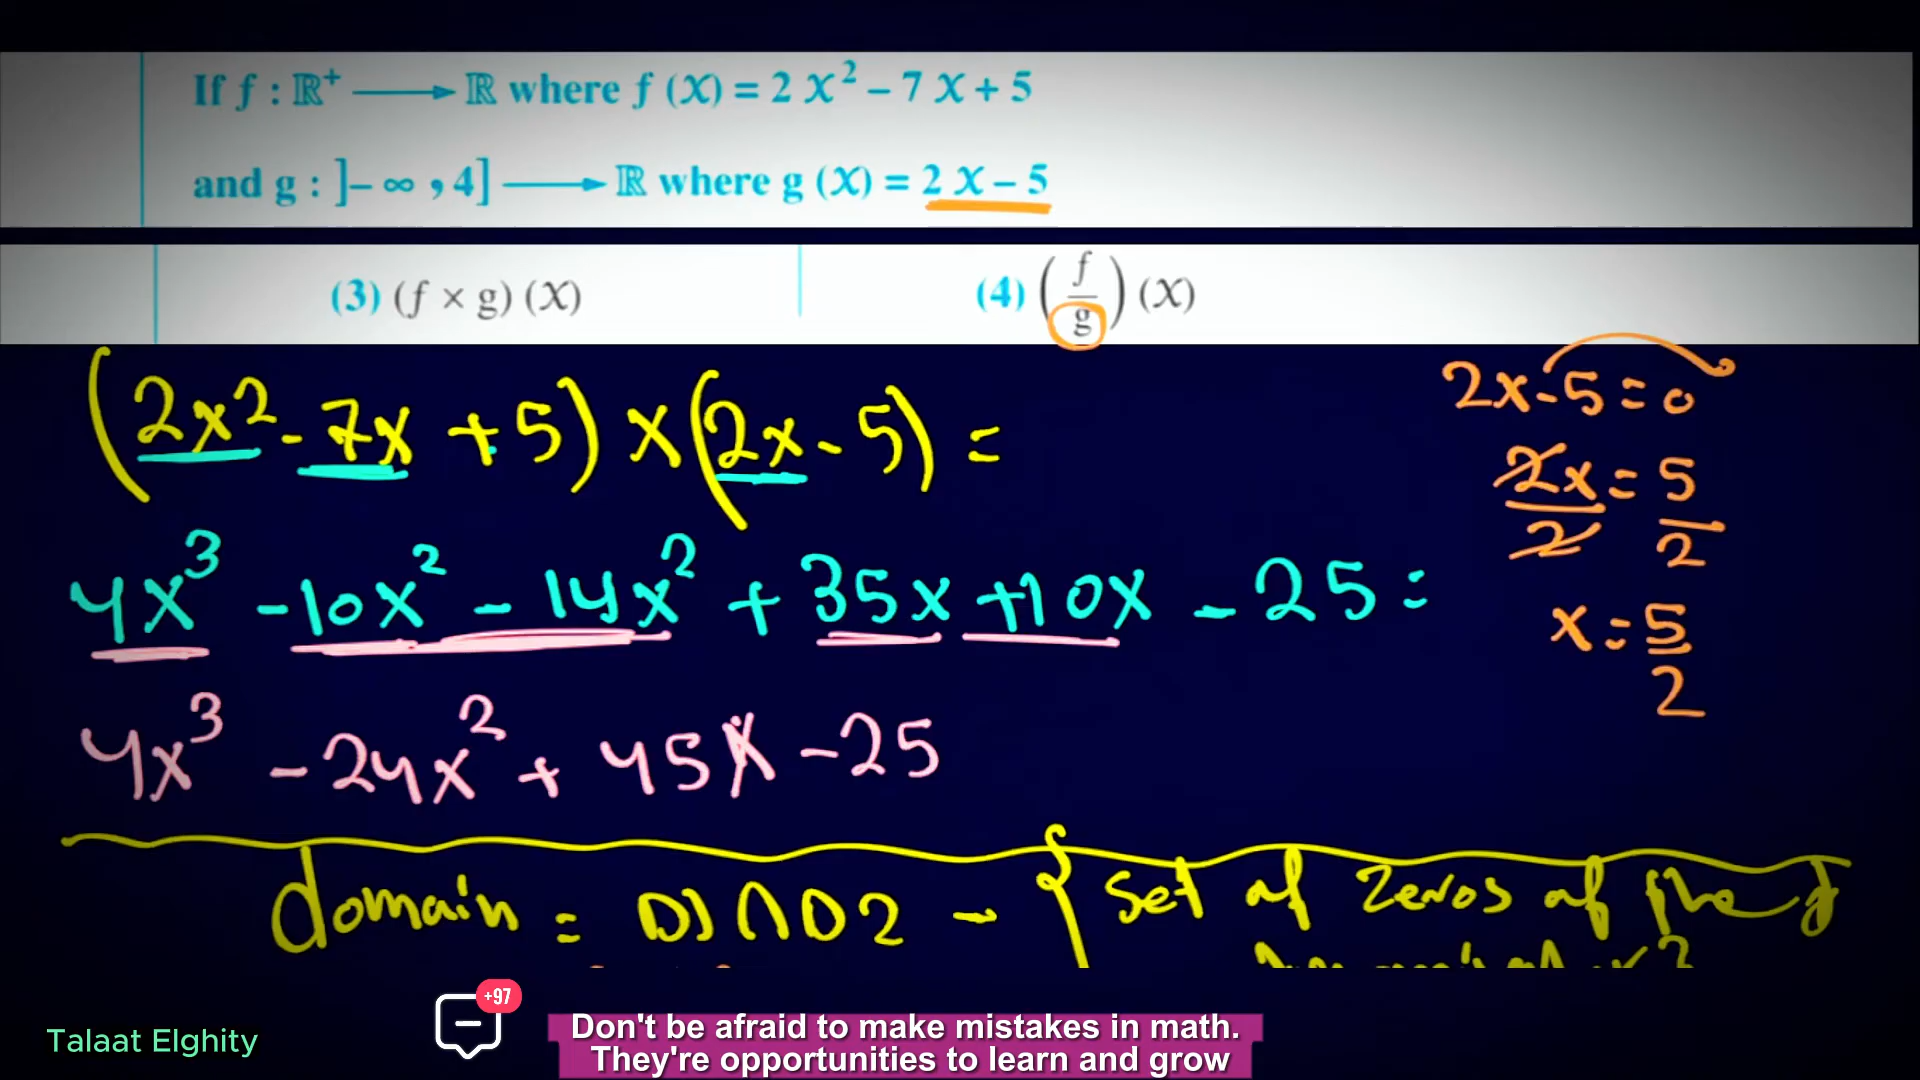 If f : ℝ⁺ ⟶ ℝ where f (X) = 2 X² – 7 X + 5
and g : ]– ∞ , 4] ⟶ ℝ where g (X) = 2 X – 5
(3) (f × g) (X)
(4) (f/g) (X)
(2x² - 7x + 5) × (2x - 5) =
4x³ - 10x² - 14x² + 35x + 10x - 25 =
4x³ - 24x² + 45x - 25
2x - 5 = 0
2x/2 = 5/2
x = 5/2
domain = D1 ∩ D2 - { Set of Zeros of the
Talaat Elghity
+97
Don't be afraid to make mistakes in math.
They're opportunities to learn and grow